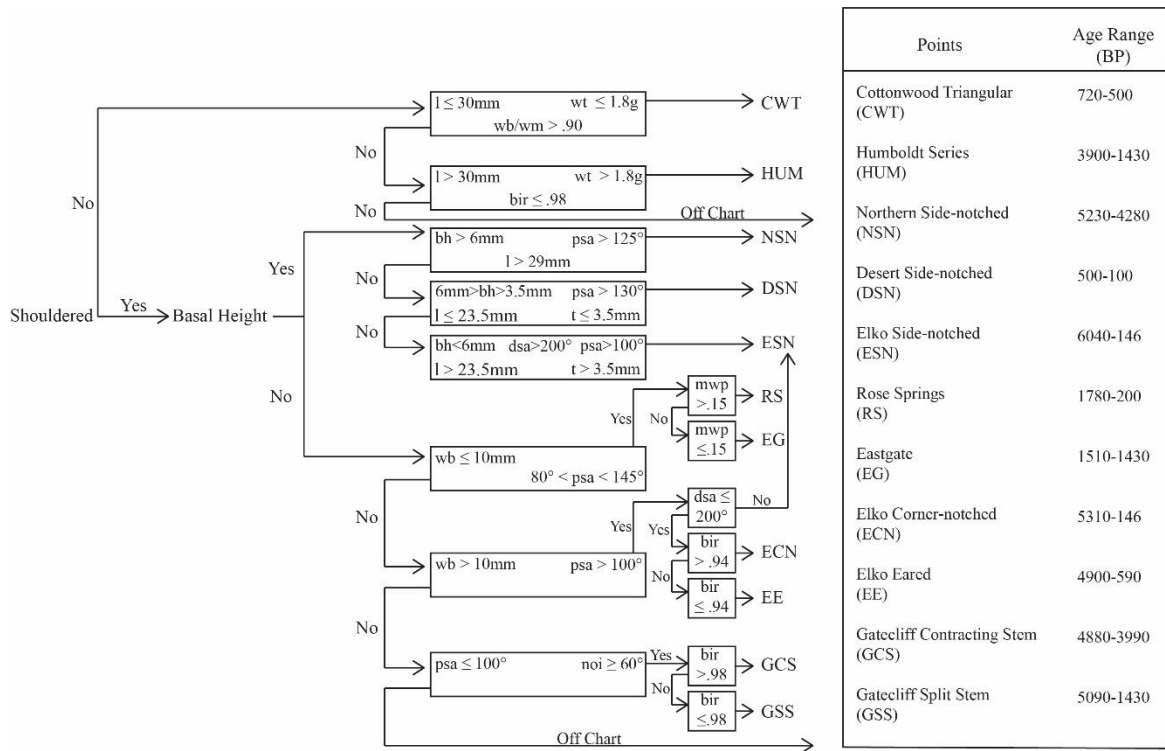 l ≤ 30mm wt ≤ 1.8g
wb/wm > .90
CWT
No
l > 30mm wt > 1.8g
bir ≤ .98
HUM
No
No
Off Chart
bh > 6mm psa > 125°
l > 29mm
NSN
Yes
No
6mm>bh>3.5mm psa > 130°
l ≤ 23.5mm t ≤ 3.5mm
DSN
Shouldered
Yes
Basal Height
No
bh<6mm dsa>200° psa>100°
l > 23.5mm t > 3.5mm
ESN
No
mwp
>.15
RS
Yes
No
mwp
≤.15
EG
wb ≤ 10mm
80° < psa < 145°
No
dsa ≤
200°
No
Yes
Yes
bir
> .94
ECN
wb > 10mm psa > 100°
No
bir
≤ .94
EE
No
psa ≤ 100° noi ≥ 60°
Yes
bir
>.98
GCS
No
bir
≤.98
GSS
Off Chart
Points
Age Range
(BP)
Cottonwood Triangular
(CWT)
720-500
Humboldt Series
(HUM)
3900-1430
Northern Side-notched
(NSN)
5230-4280
Desert Side-notched
(DSN)
500-100
Elko Side-notched
(ESN)
6040-146
Rose Springs
(RS)
1780-200
Eastgate
(EG)
1510-1430
Elko Corner-notched
(ECN)
5310-146
Elko Eared
(EE)
4900-590
Gatecliff Contracting Stem
(GCS)
4880-3990
Gatecliff Split Stem
(GSS)
5090-1430